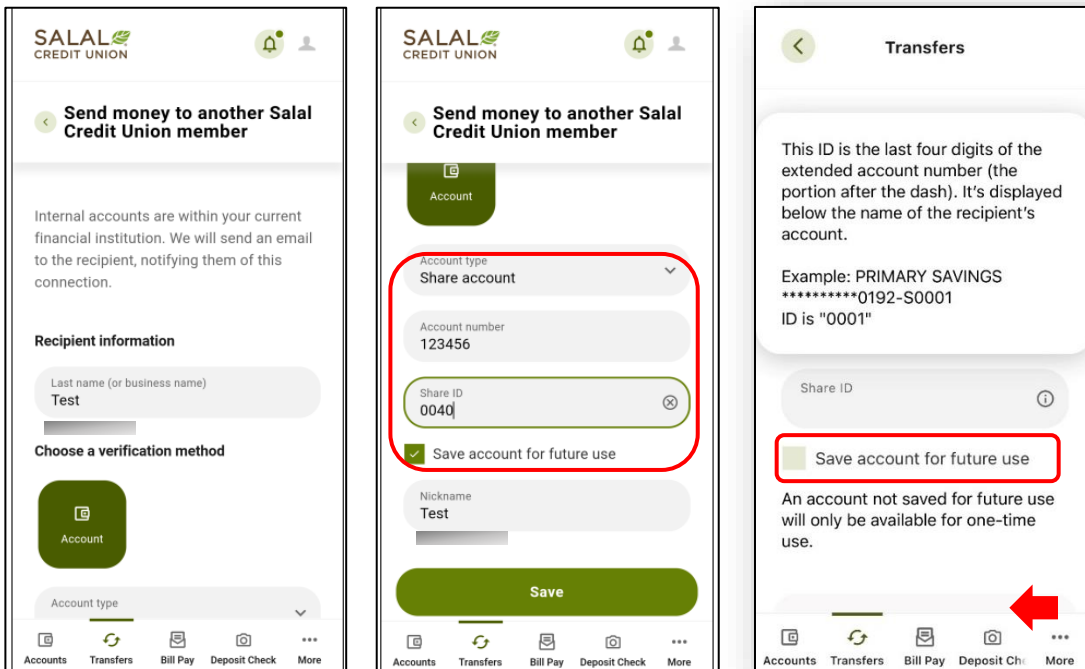 SALAL
CREDIT UNION
Send money to another Salal
Credit Union member
Internal accounts are within your current
financial institution. We will send an email
to the recipient, notifying them of this
connection.
Recipient information
Last name (or business name)
Test
Choose a verification method
Account
Account type
Accounts
Transfers
Bill Pay
Deposit Check
More
SALAL
CREDIT UNION
Send money to another Salal
Credit Union member
Account
Account type
Share account
Account number
123456
Share ID
0040
Save account for future use
Nickname
Test
Save
Accounts
Transfers
Bill Pay
Deposit Check
More
Transfers
This ID is the last four digits of the
extended account number (the
portion after the dash). It's displayed
below the name of the recipient's
account.
Example: PRIMARY SAVINGS
**********0192-S0001
ID is "0001"
Share ID
Save account for future use
An account not saved for future use
will only be available for one-time
use.
Accounts
Transfers
Bill Pay
Deposit Che
More